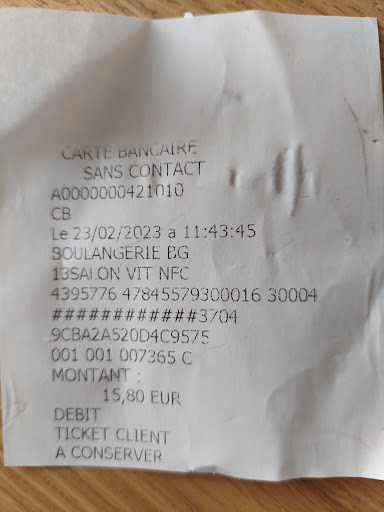 CARTE BANCAIRE
SANS CONTACT
A0000000421010
CB
Le 23/02/2023 a 11:43:45
BOULANGERIE BG
13SALON VIT NFC
4395776 47845579300016 30004
############3704
9CBA2A520D4C9575
001 001 007365 C
MONTANT :
15,80 EUR
DEBIT
TICKET CLIENT
A CONSERVER